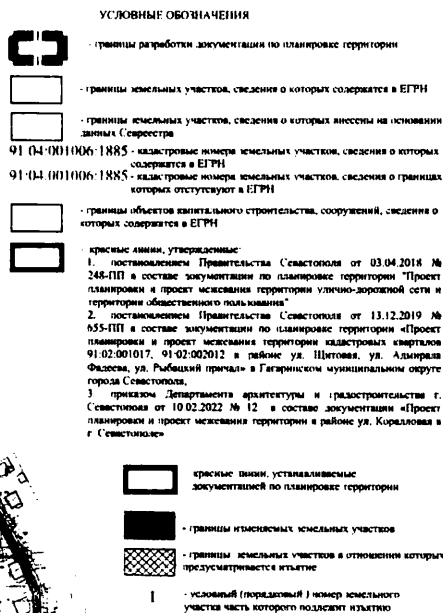 УСЛОВНЫЕ ОБОЗНАЧЕНИЯ
- границы разработки документации по планировке территории
- границы земельных участков, сведения о которых содержатся в ЕГРН
- границы земельных участков, сведения о которых внесены на основании
данных Севреестра
91:04:001006:1885 - кадастровые номера земельных участков, сведения о которых
содержатся в ЕГРН
91:04:001006:1885 - кадастровые номера земельных участков, сведения о границах
которых отстутсвуют в ЕГРН
- границы объектов капитального строительства, сооружений, сведения о
которых содержатся в ЕГРН
- красные линии, утвержденные:
1. постановлением Правительства Севастополя от 03.04.2018 №
248-ПП в составе документации по планировке территории "Проект
планировки и проект межевания территории улично-дорожной сети и
территории общественного пользования"
2. постановлением Правительства Севастополя от 13.12.2019 №
655-ПП в составе документации по планировке территории «Проект
планировки и проект межевания территории кадастровых кварталов
91:02:001017, 91:02:002012 в районе ул. Щитовая, ул. Адмирала
Фадеева, ул. Рыбацкий причал» в Гагаринском муниципальном округе
города Севастополя,
3 приказом Департамента архитектуры и градостроительства г.
Севастополя от 10.02.2022 № 12 в составе документации «Проект
планировки и проект межевания территории в районе ул. Коралловая в
г. Севастополе»
красные линии, устанавливаемые
документацией по планировке территории
- границы изменяемых земельных участков
- границы земельных участков в отношении которых
предусматривается изъятие
1 - условный (порядковый ) номер земельного
участка часть которого подлежит изъятию